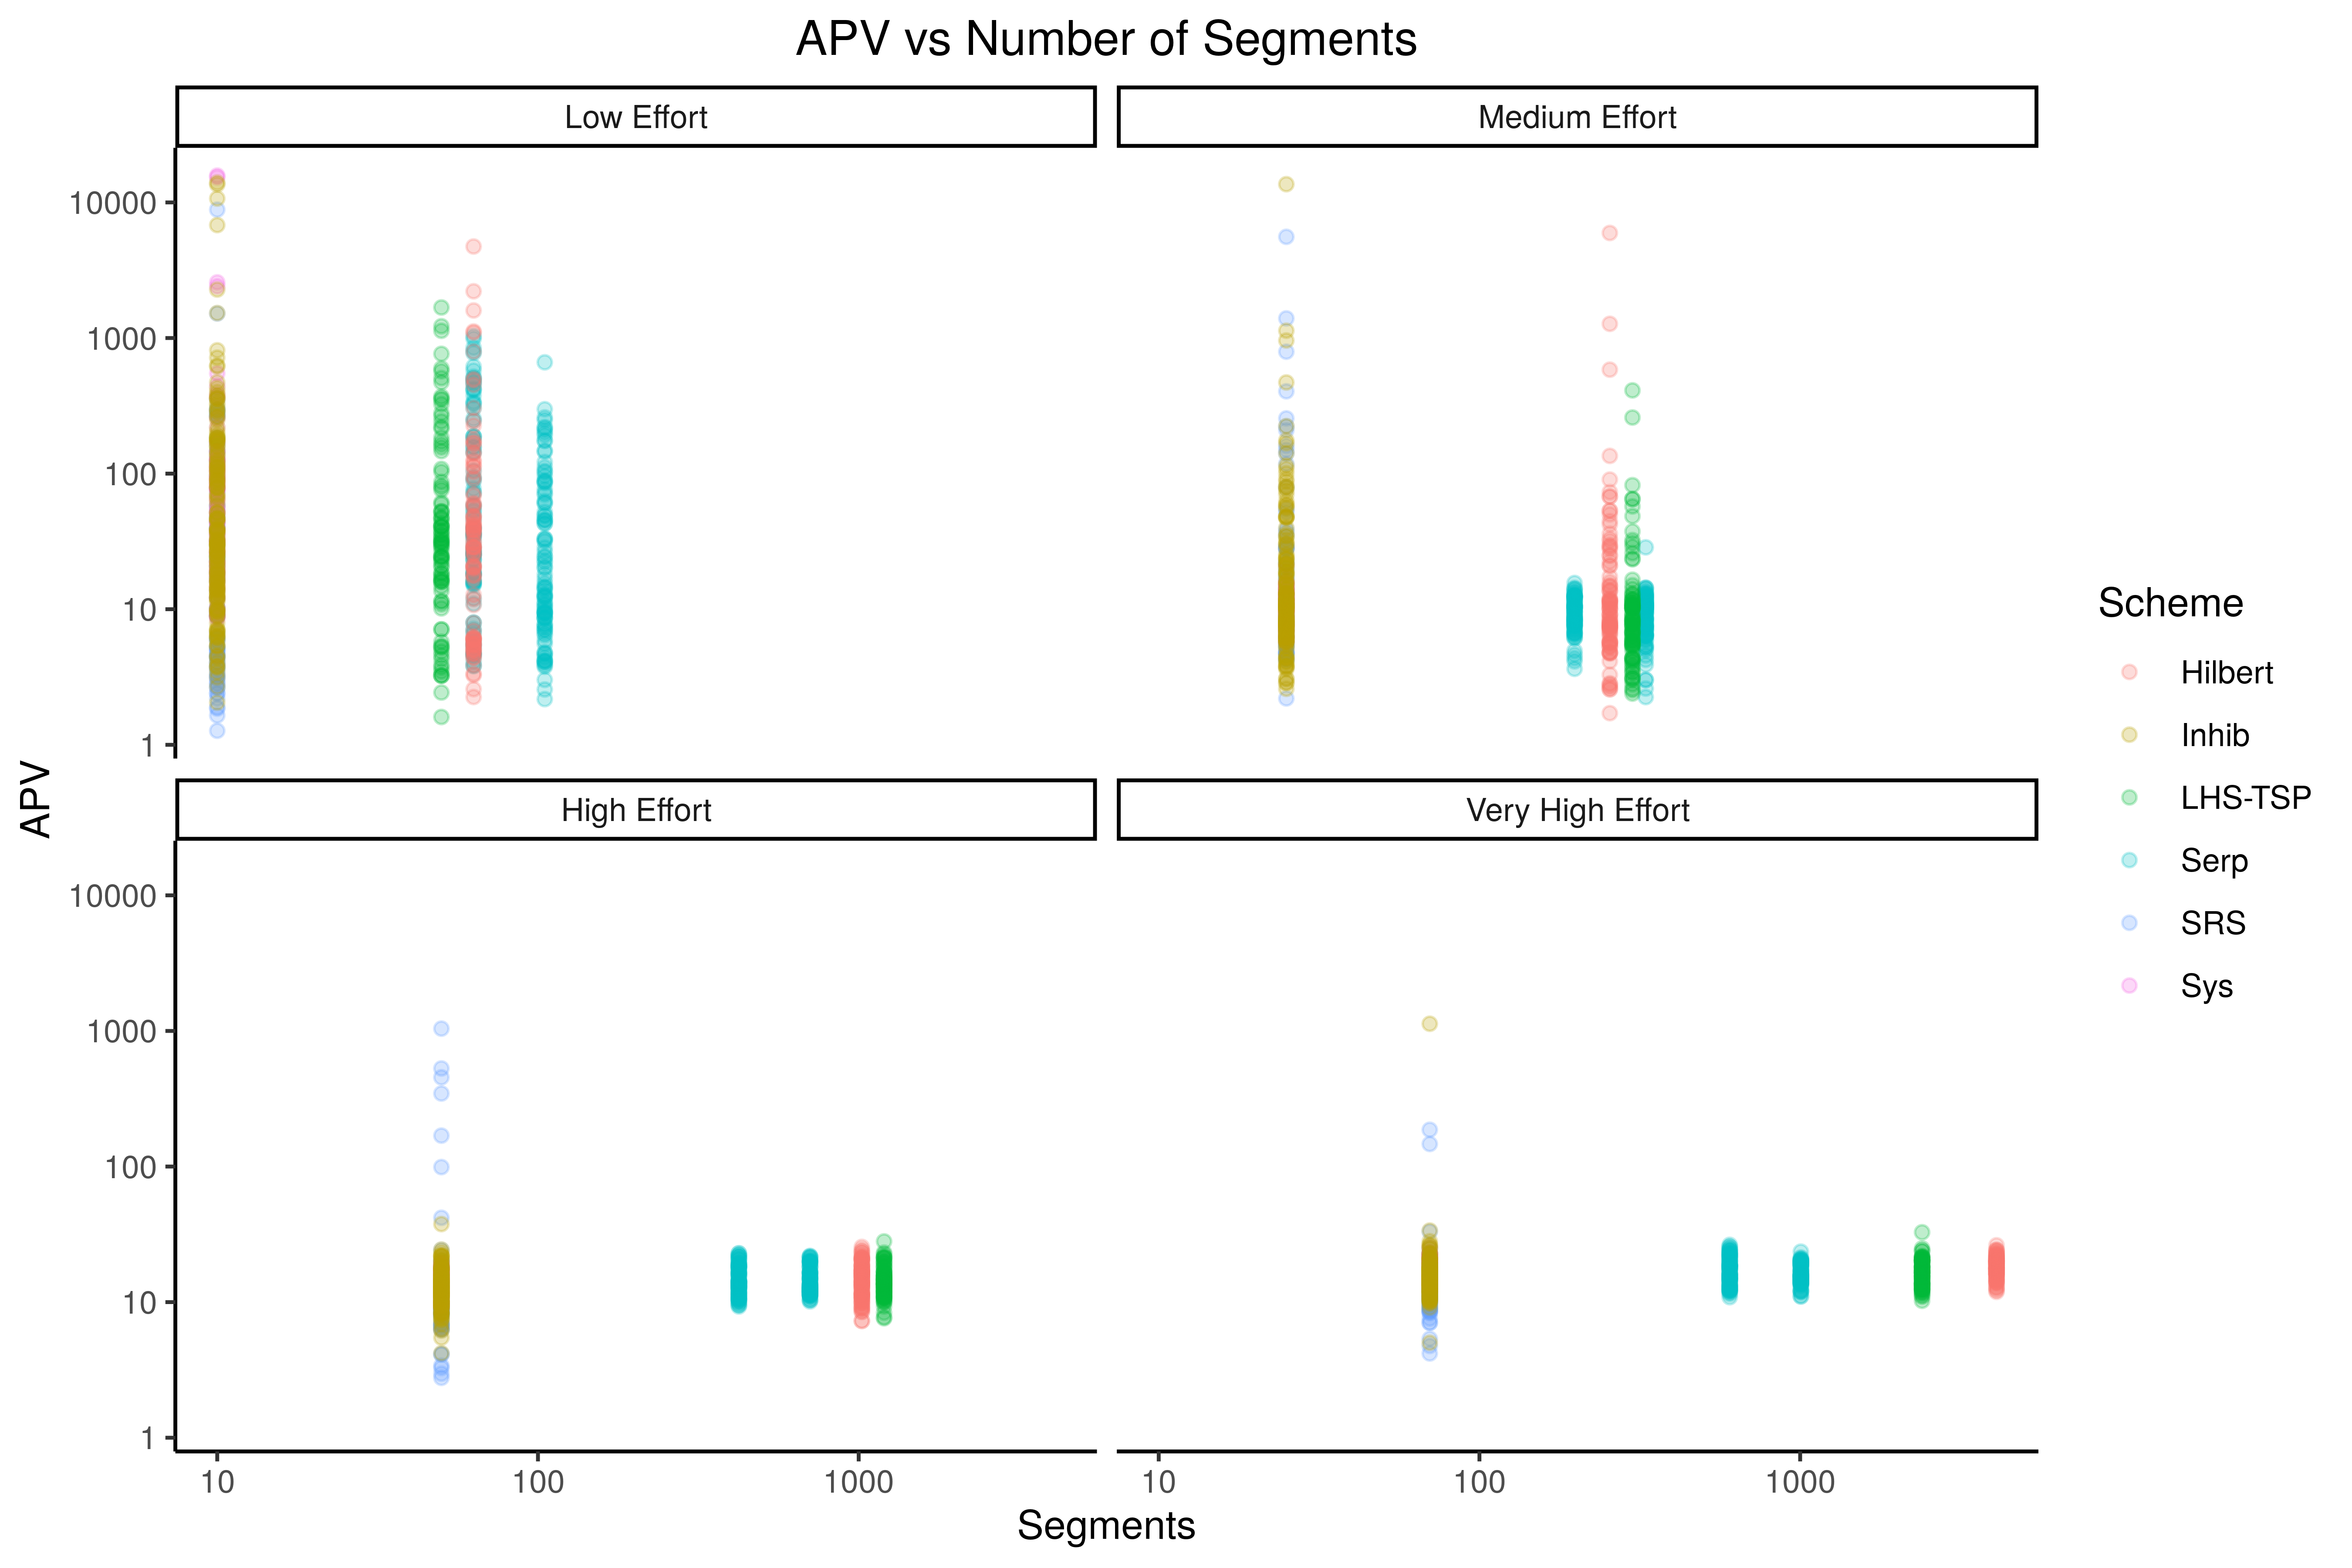 APV vs Number of Segments
Low Effort
Medium Effort
10000
1000
100
10
1
High Effort
Very High Effort
10000
1000
100
10
1
10
100
1000
10
100
1000
Segments
APV
Scheme
Hilbert
Inhib
LHS-TSP
Serp
SRS
Sys